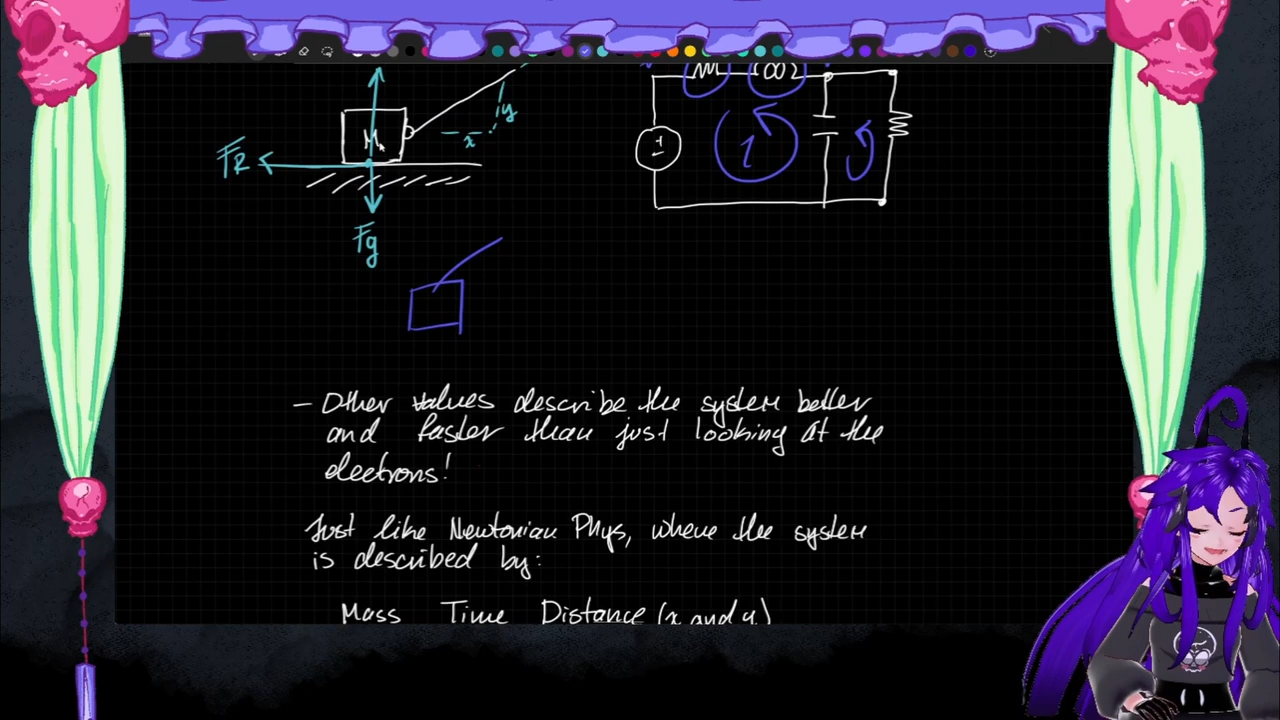 M
y
x
FR
Fg
1
- Other values describe the system better
and faster than just looking at the
electrons!
Just like Newtonian Phys, where the system
is described by:
Mass Time Distance (x and y)